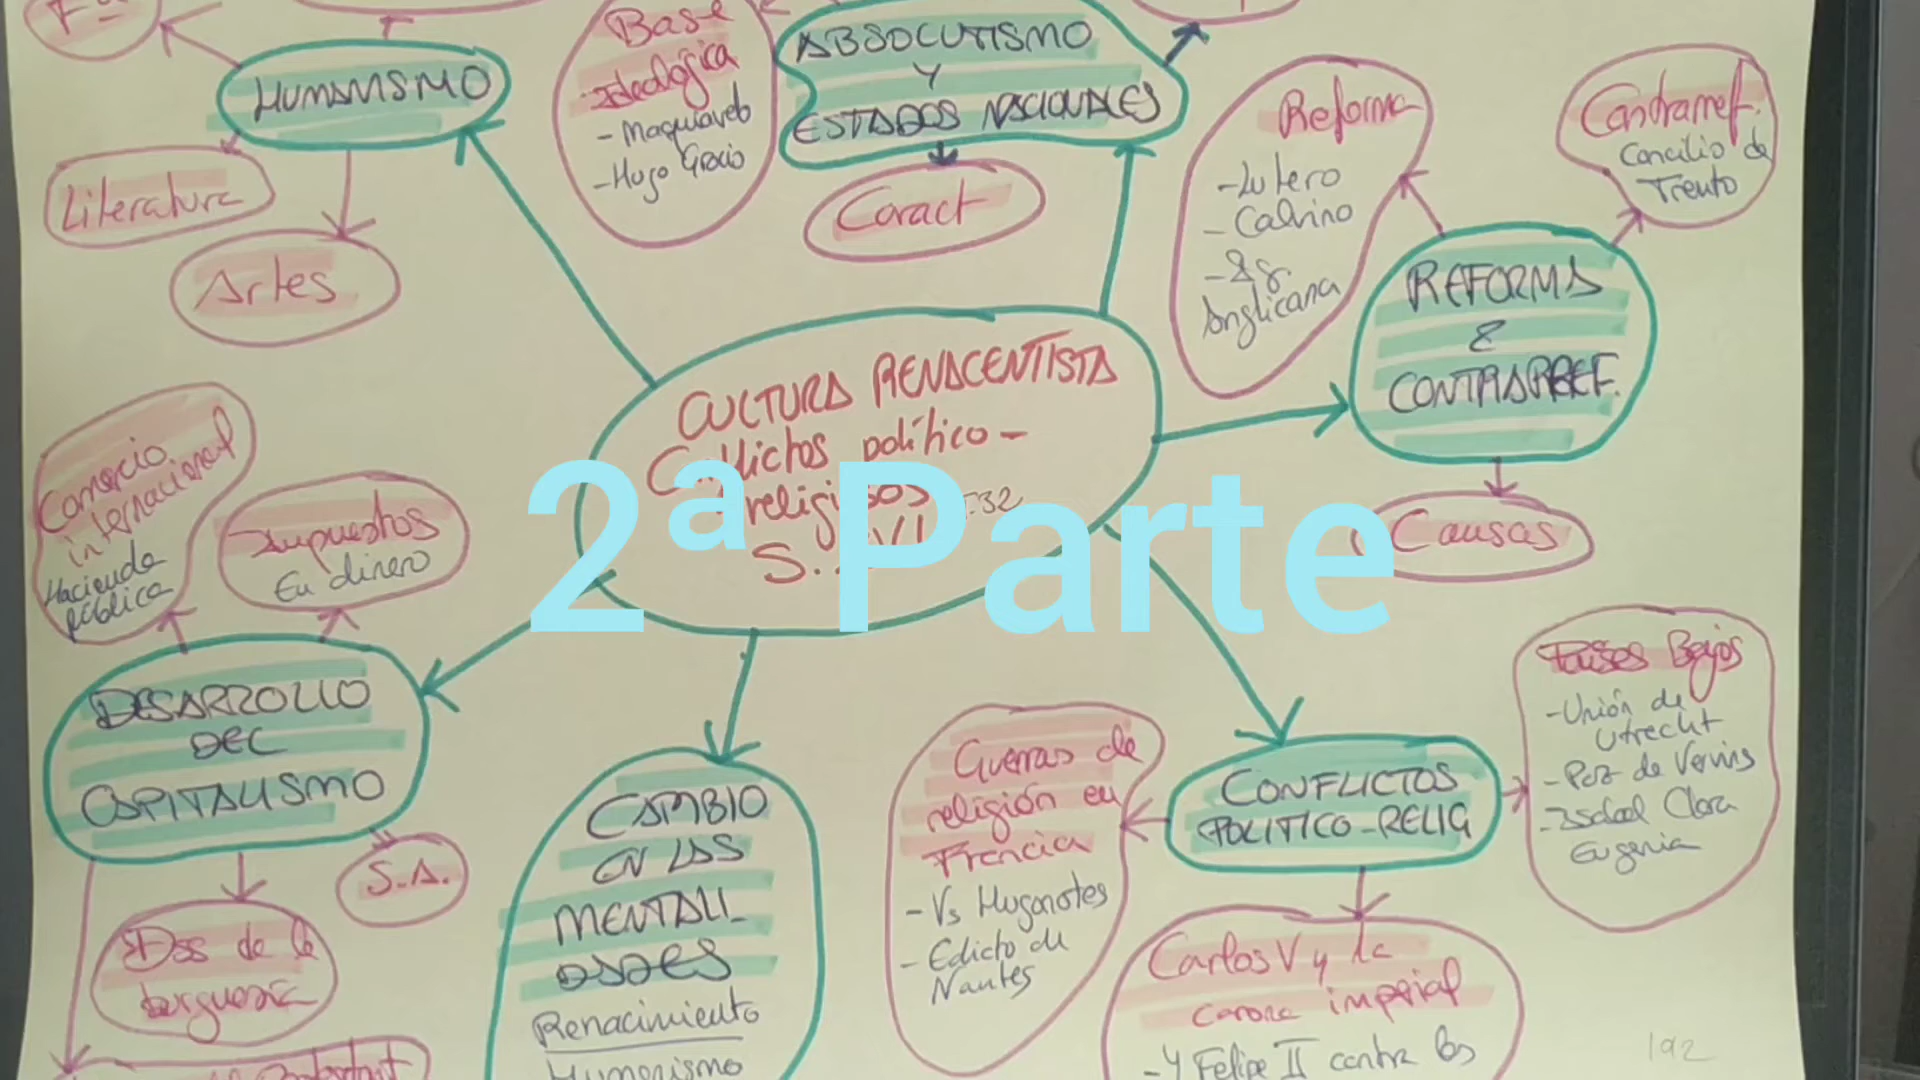 HUMANISMO
Literatura
Artes
Base
Ideológica
- Maquiavelo
- Hugo Grocio
ABSOLUTISMO
Y
ESTADOS NACIONALES
Caract
Reforma
- Lutero
- Calvino
- Ig.
Anglicana
Contraref.
Concilio de
Trento
REFORMA
&
CONTRARREF.
Causas
CULTURA RENACENTISTA
Conflictos político-
religiosos T.32
S. XVI
2ª Parte
Comercio
internacional
Hacienda
pública
Impuestos
En dinero
DESARROLLO
DEL
CAPITALISMO
S.A.
Dss de la
burguesía
CAMBIO
EN LAS
MENTALI_
DADES
Renacimiento
Humanismo
Guerras de
religión en
Francia
- Vs Hugonotes
- Edicto de
Nantes
CONFLICTOS
POLITICO-RELIG
Países Bajos
- Unión de
Utrecht
- Paz de Vervins
- Isabel Clara
Eugenia
Carlos V y la
corona imperial
- Y Felipe II contra los
192